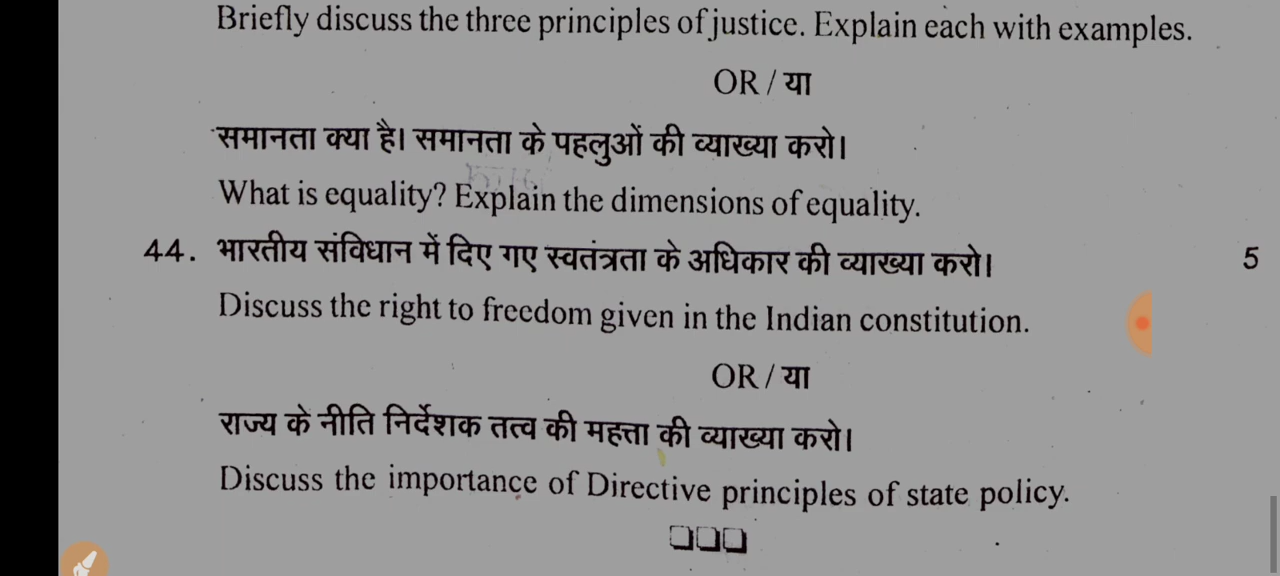 Briefly discuss the three principles of justice. Explain each with examples.
OR / या
समानता क्या है। समानता के पहलुओं की व्याख्या करो।
What is equality? Explain the dimensions of equality.
44. भारतीय संविधान में दिए गए स्वतंत्रता के अधिकार की व्याख्या करो। 5
Discuss the right to freedom given in the Indian constitution.
OR / या
राज्य के नीति निर्देशक तत्व की महत्ता की व्याख्या करो।
Discuss the importance of Directive principles of state policy.